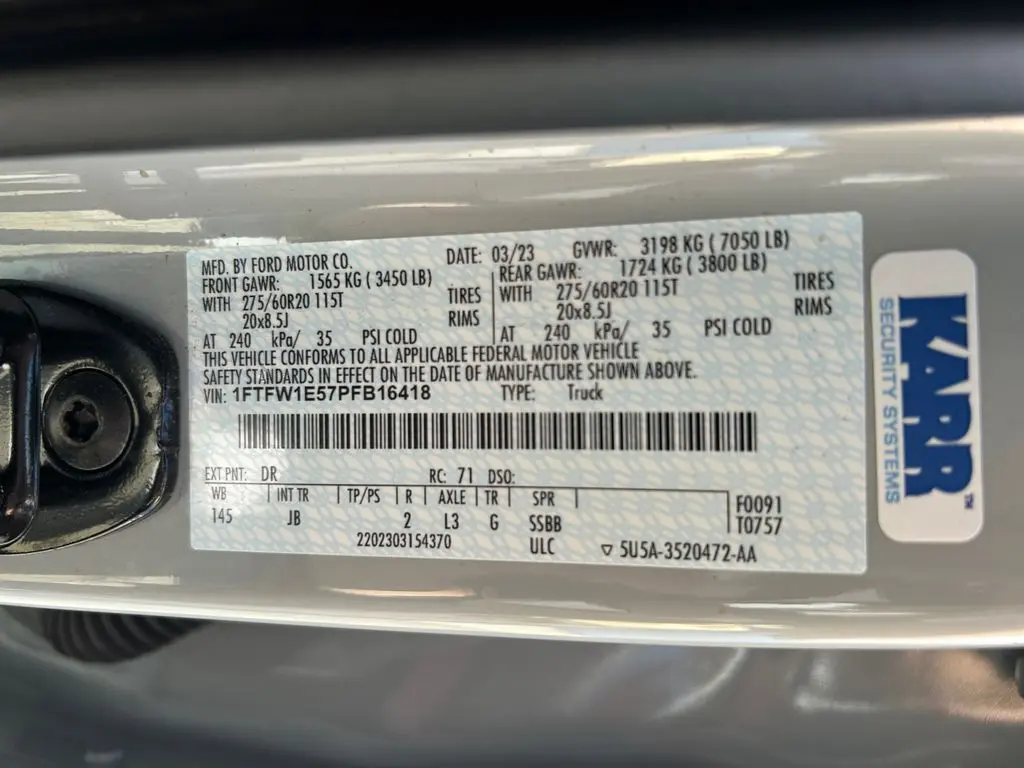 MFD. BY FORD MOTOR CO. DATE: 03/23 GVWR: 3198 KG ( 7050 LB)
FRONT GAWR: 1565 KG ( 3450 LB) REAR GAWR: 1724 KG ( 3800 LB)
WITH 275/60R20 115T TIRES WITH 275/60R20 115T TIRES
20x8.5J RIMS 20x8.5J RIMS
AT 240 kPa/ 35 PSI COLD AT 240 kPa/ 35 PSI COLD
THIS VEHICLE CONFORMS TO ALL APPLICABLE FEDERAL MOTOR VEHICLE
SAFETY STANDARDS IN EFFECT ON THE DATE OF MANUFACTURE SHOWN ABOVE.
VIN: 1FTFW1E57PFB16418 TYPE: Truck
EXT PNT: DR RC: 71 DSO:
WB INT TR TP/PS R AXLE TR SPR F0091
145 JB 2 L3 G SSBB T0757
2202303154370 ULC ▽ 5U5A-3520472-AA
KARR™
SECURITY SYSTEMS